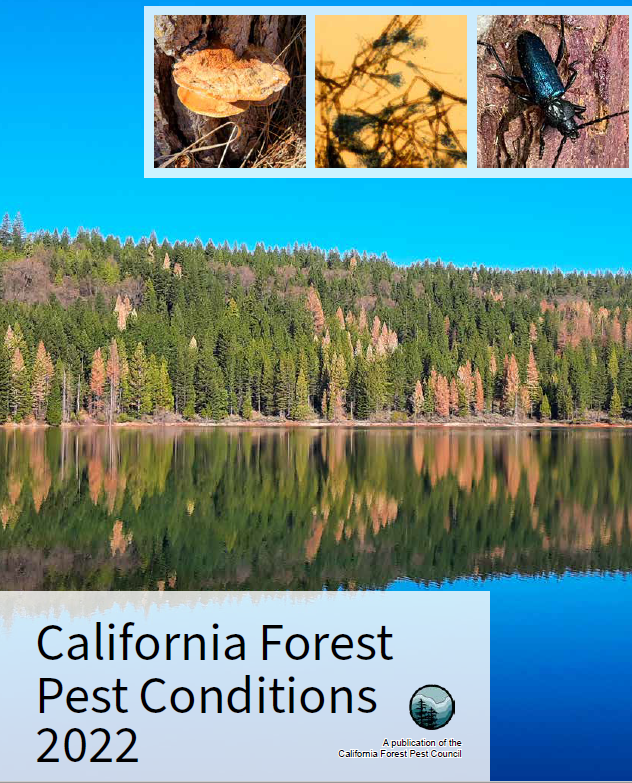 California Forest
Pest Conditions
2022
A publication of the
California Forest Pest Council